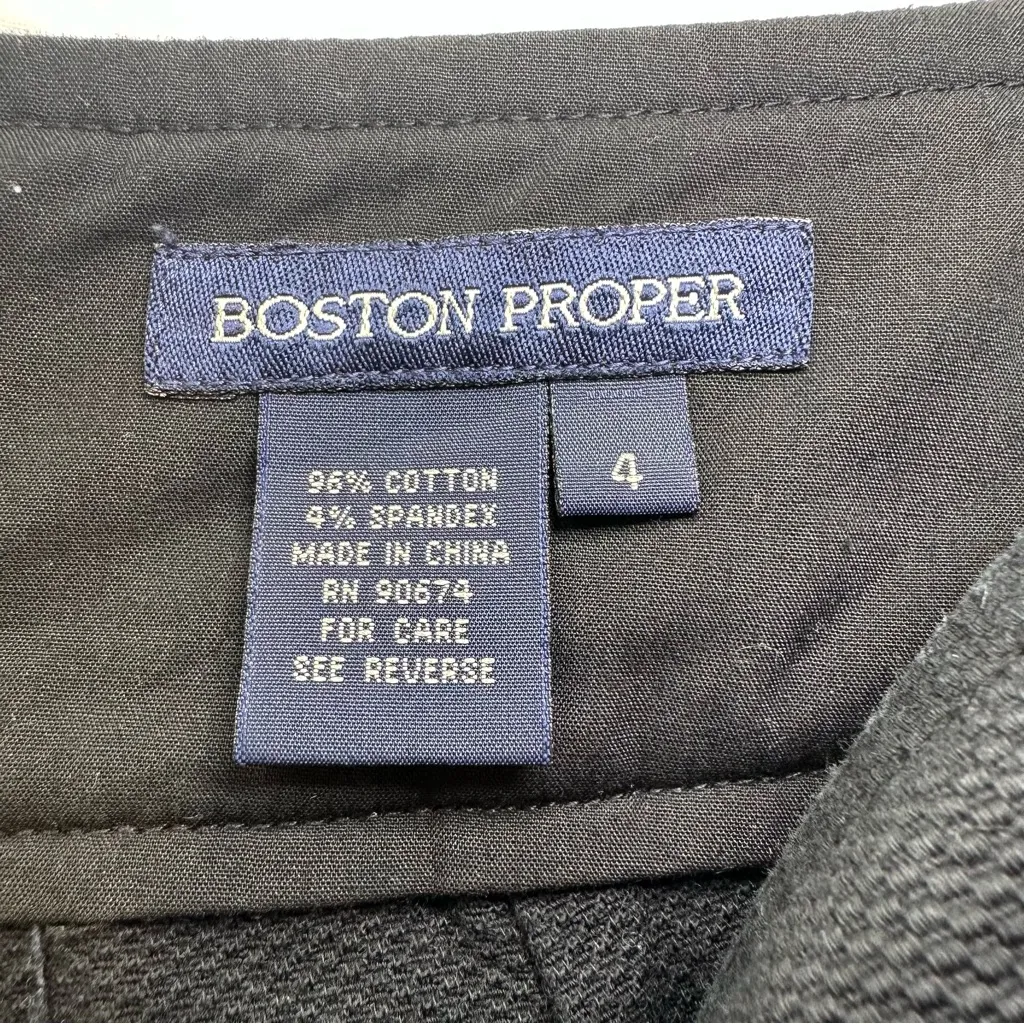 BOSTON PROPER
4
96% COTTON
4% SPANDEX
MADE IN CHINA
RN 90674
FOR CARE
SEE REVERSE